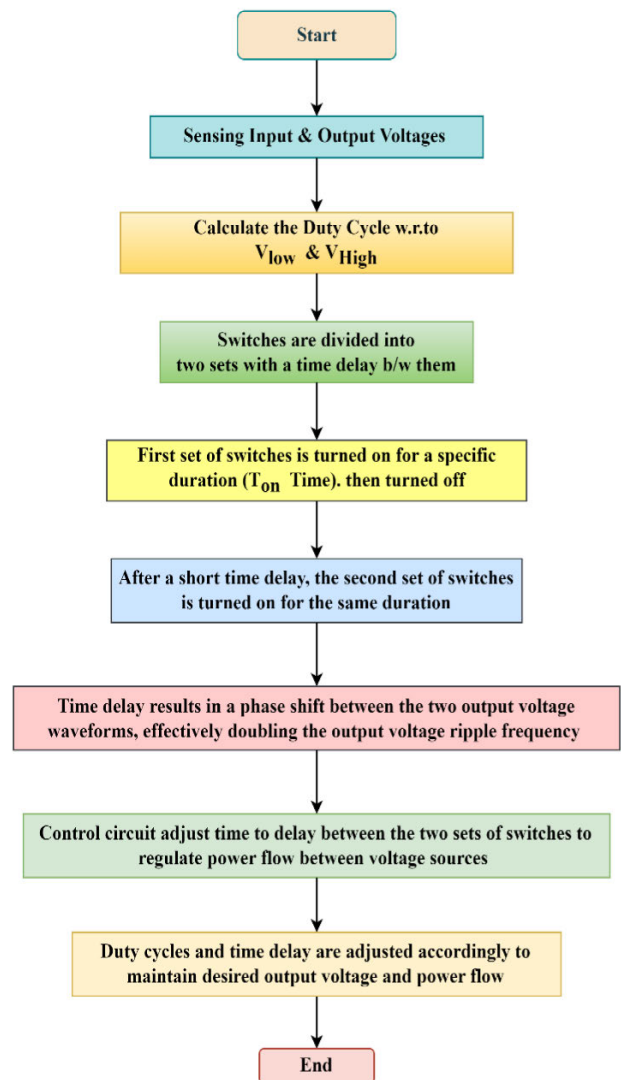 Start
Sensing Input & Output Voltages
Calculate the Duty Cycle w.r.to
Vlow & VHigh
Switches are divided into
two sets with a time delay b/w them
First set of switches is turned on for a specific
duration (Ton Time). then turned off
After a short time delay, the second set of switches
is turned on for the same duration
Time delay results in a phase shift between the two output voltage
waveforms, effectively doubling the output voltage ripple frequency
Control circuit adjust time to delay between the two sets of switches to
regulate power flow between voltage sources
Duty cycles and time delay are adjusted accordingly to
maintain desired output voltage and power flow
End